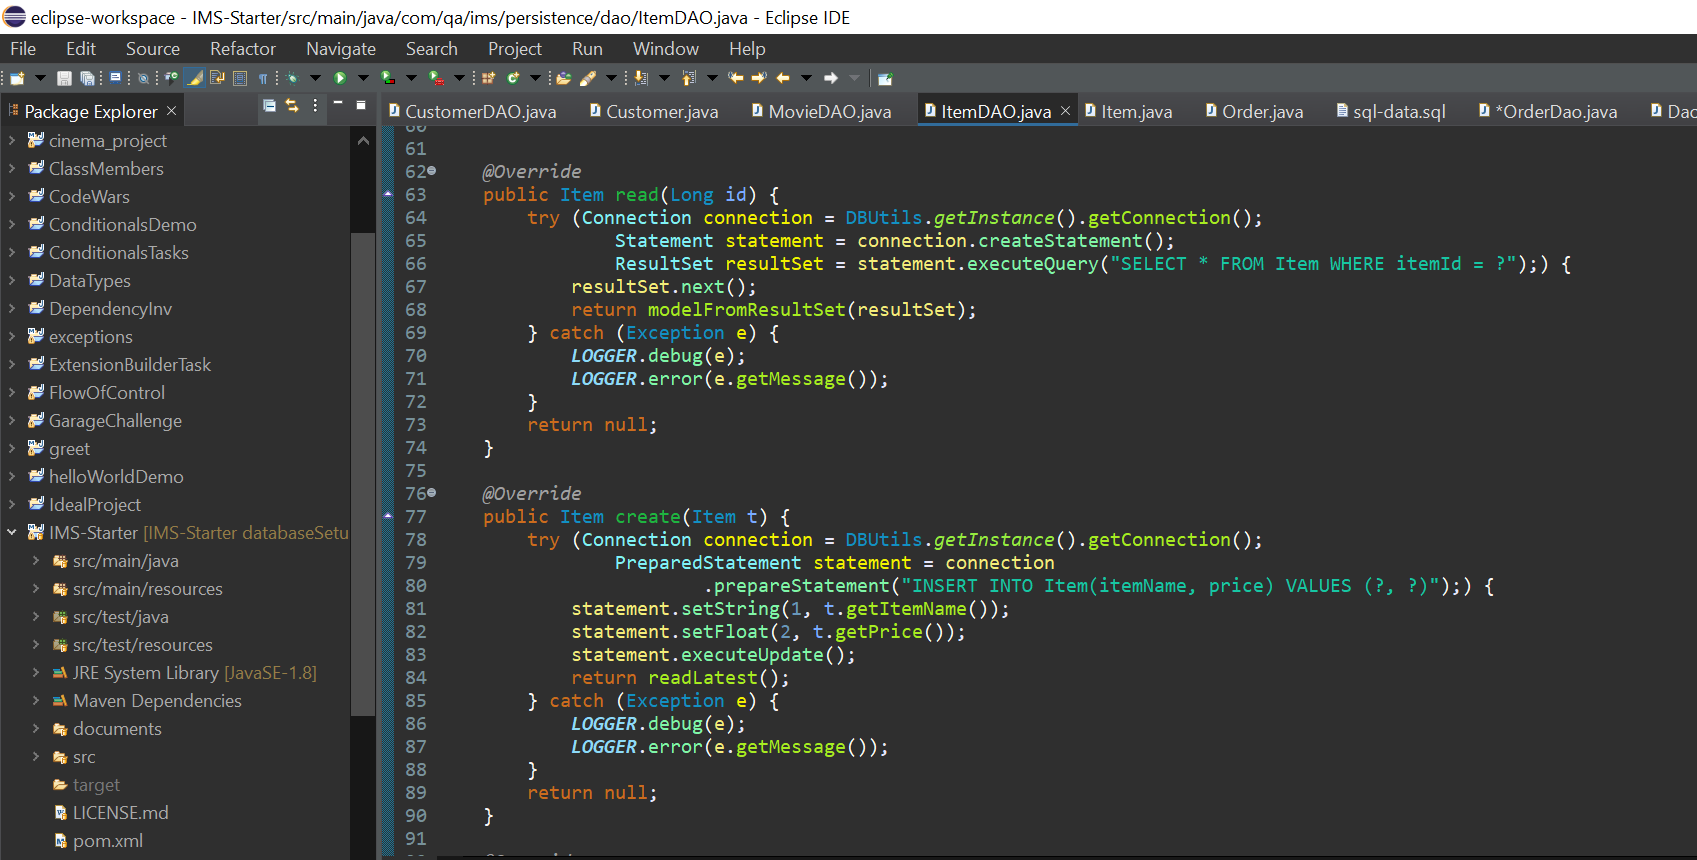 eclipse-workspace - IMS-Starter/src/main/java/com/qa/ims/persistence/dao/ItemDAO.java - Eclipse IDE
File Edit Source Refactor Navigate Search Project Run Window Help
Package Explorer
cinema_project
ClassMembers
CodeWars
ConditionalsDemo
ConditionalsTasks
DataTypes
DependencyInv
exceptions
ExtensionBuilderTask
FlowOfControl
GarageChallenge
greet
helloWorldDemo
IdealProject
IMS-Starter [IMS-Starter databaseSetu
src/main/java
src/main/resources
src/test/java
src/test/resources
JRE System Library [JavaSE-1.8]
Maven Dependencies
documents
src
target
LICENSE.md
pom.xml
CustomerDAO.java Customer.java MovieDAO.java ItemDAO.java Item.java Order.java sql-data.sql *OrderDao.java Dao
60
61
62 @Override
63 public Item read(Long id) {
64 try (Connection connection = DBUtils.getInstance().getConnection();
65 Statement statement = connection.createStatement();
66 ResultSet resultSet = statement.executeQuery("SELECT * FROM Item WHERE itemId = ?");) {
67 resultSet.next();
68 return modelFromResultSet(resultSet);
69 } catch (Exception e) {
70 LOGGER.debug(e);
71 LOGGER.error(e.getMessage());
72 }
73 return null;
74 }
75
76 @Override
77 public Item create(Item t) {
78 try (Connection connection = DBUtils.getInstance().getConnection();
79 PreparedStatement statement = connection
80 .prepareStatement("INSERT INTO Item(itemName, price) VALUES (?, ?)");) {
81 statement.setString(1, t.getItemName());
82 statement.setFloat(2, t.getPrice());
83 statement.executeUpdate();
84 return readLatest();
85 } catch (Exception e) {
86 LOGGER.debug(e);
87 LOGGER.error(e.getMessage());
88 }
89 return null;
90 }
91